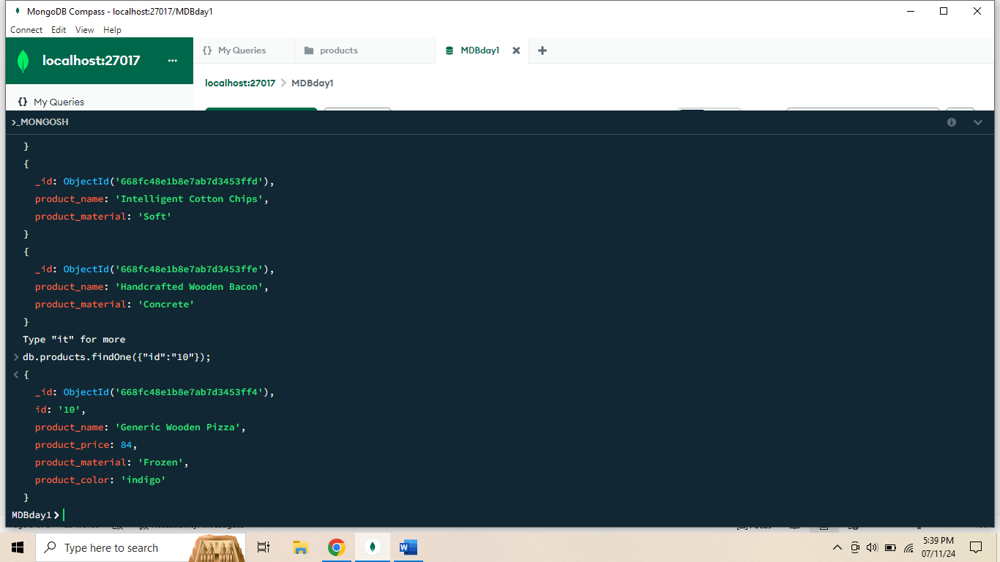 MongoDB Compass - localhost:27017/MDBday1
Connect Edit View Help
localhost:27017 ...
{} My Queries
products
MDBday1
{} My Queries
localhost:27017 > MDBday1
>_MONGOSH
}
{
_id: ObjectId('668fc48e1b8e7ab7d3453ffd'),
product_name: 'Intelligent Cotton Chips',
product_material: 'Soft'
}
{
_id: ObjectId('668fc48e1b8e7ab7d3453ffe'),
product_name: 'Handcrafted Wooden Bacon',
product_material: 'Concrete'
}
Type "it" for more
> db.products.findOne({"id":"10"});
< {
_id: ObjectId('668fc48e1b8e7ab7d3453ff4'),
id: '10',
product_name: 'Generic Wooden Pizza',
product_price: 84,
product_material: 'Frozen',
product_color: 'indigo'
}
MDBday1>
Type here to search
5:39 PM
07/11/24